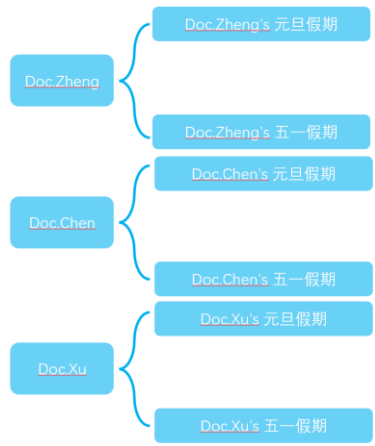 Doc.Zheng
Doc.Zheng's 元旦假期
Doc.Zheng's 五一假期
Doc.Chen
Doc.Chen's 元旦假期
Doc.Chen's 五一假期
Doc.Xu
Doc.Xu's 元旦假期
Doc.Xu's 五一假期